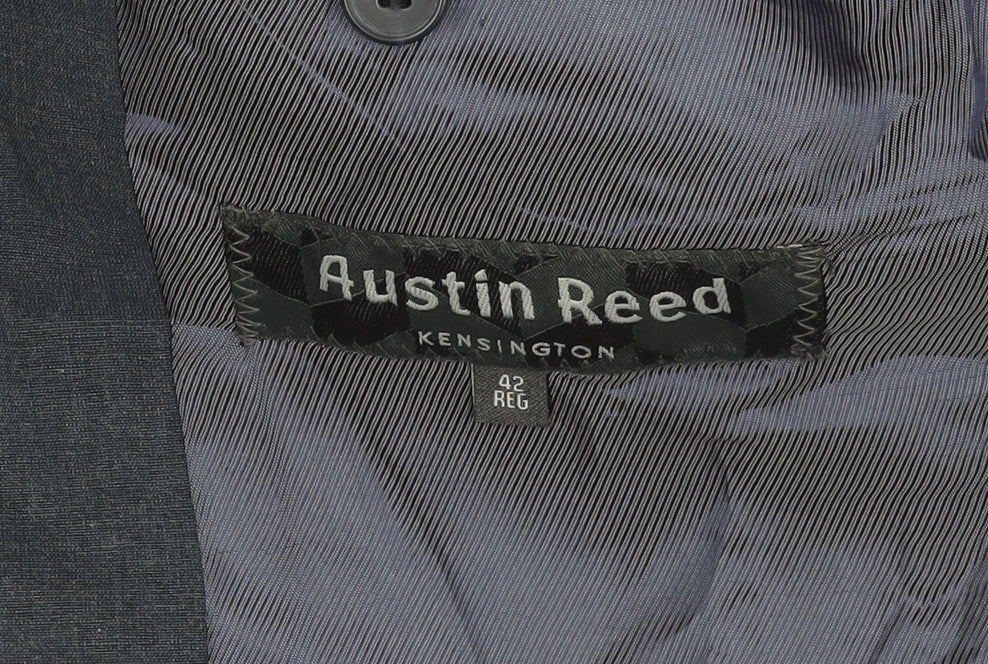 Austin Reed
KENSINGTON
42
REG